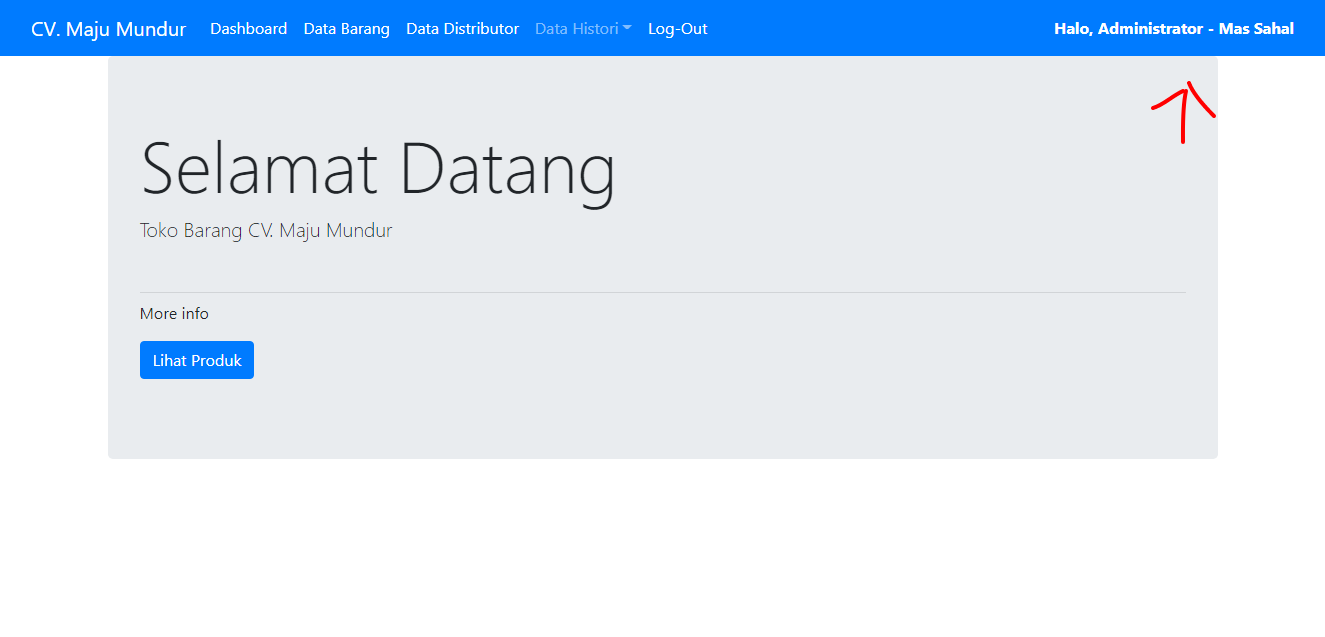 CV. Maju Mundur Dashboard Data Barang Data Distributor Data Histori Log-Out Halo, Administrator - Mas Sahal
Selamat Datang
Toko Barang CV. Maju Mundur
More info
Lihat Produk